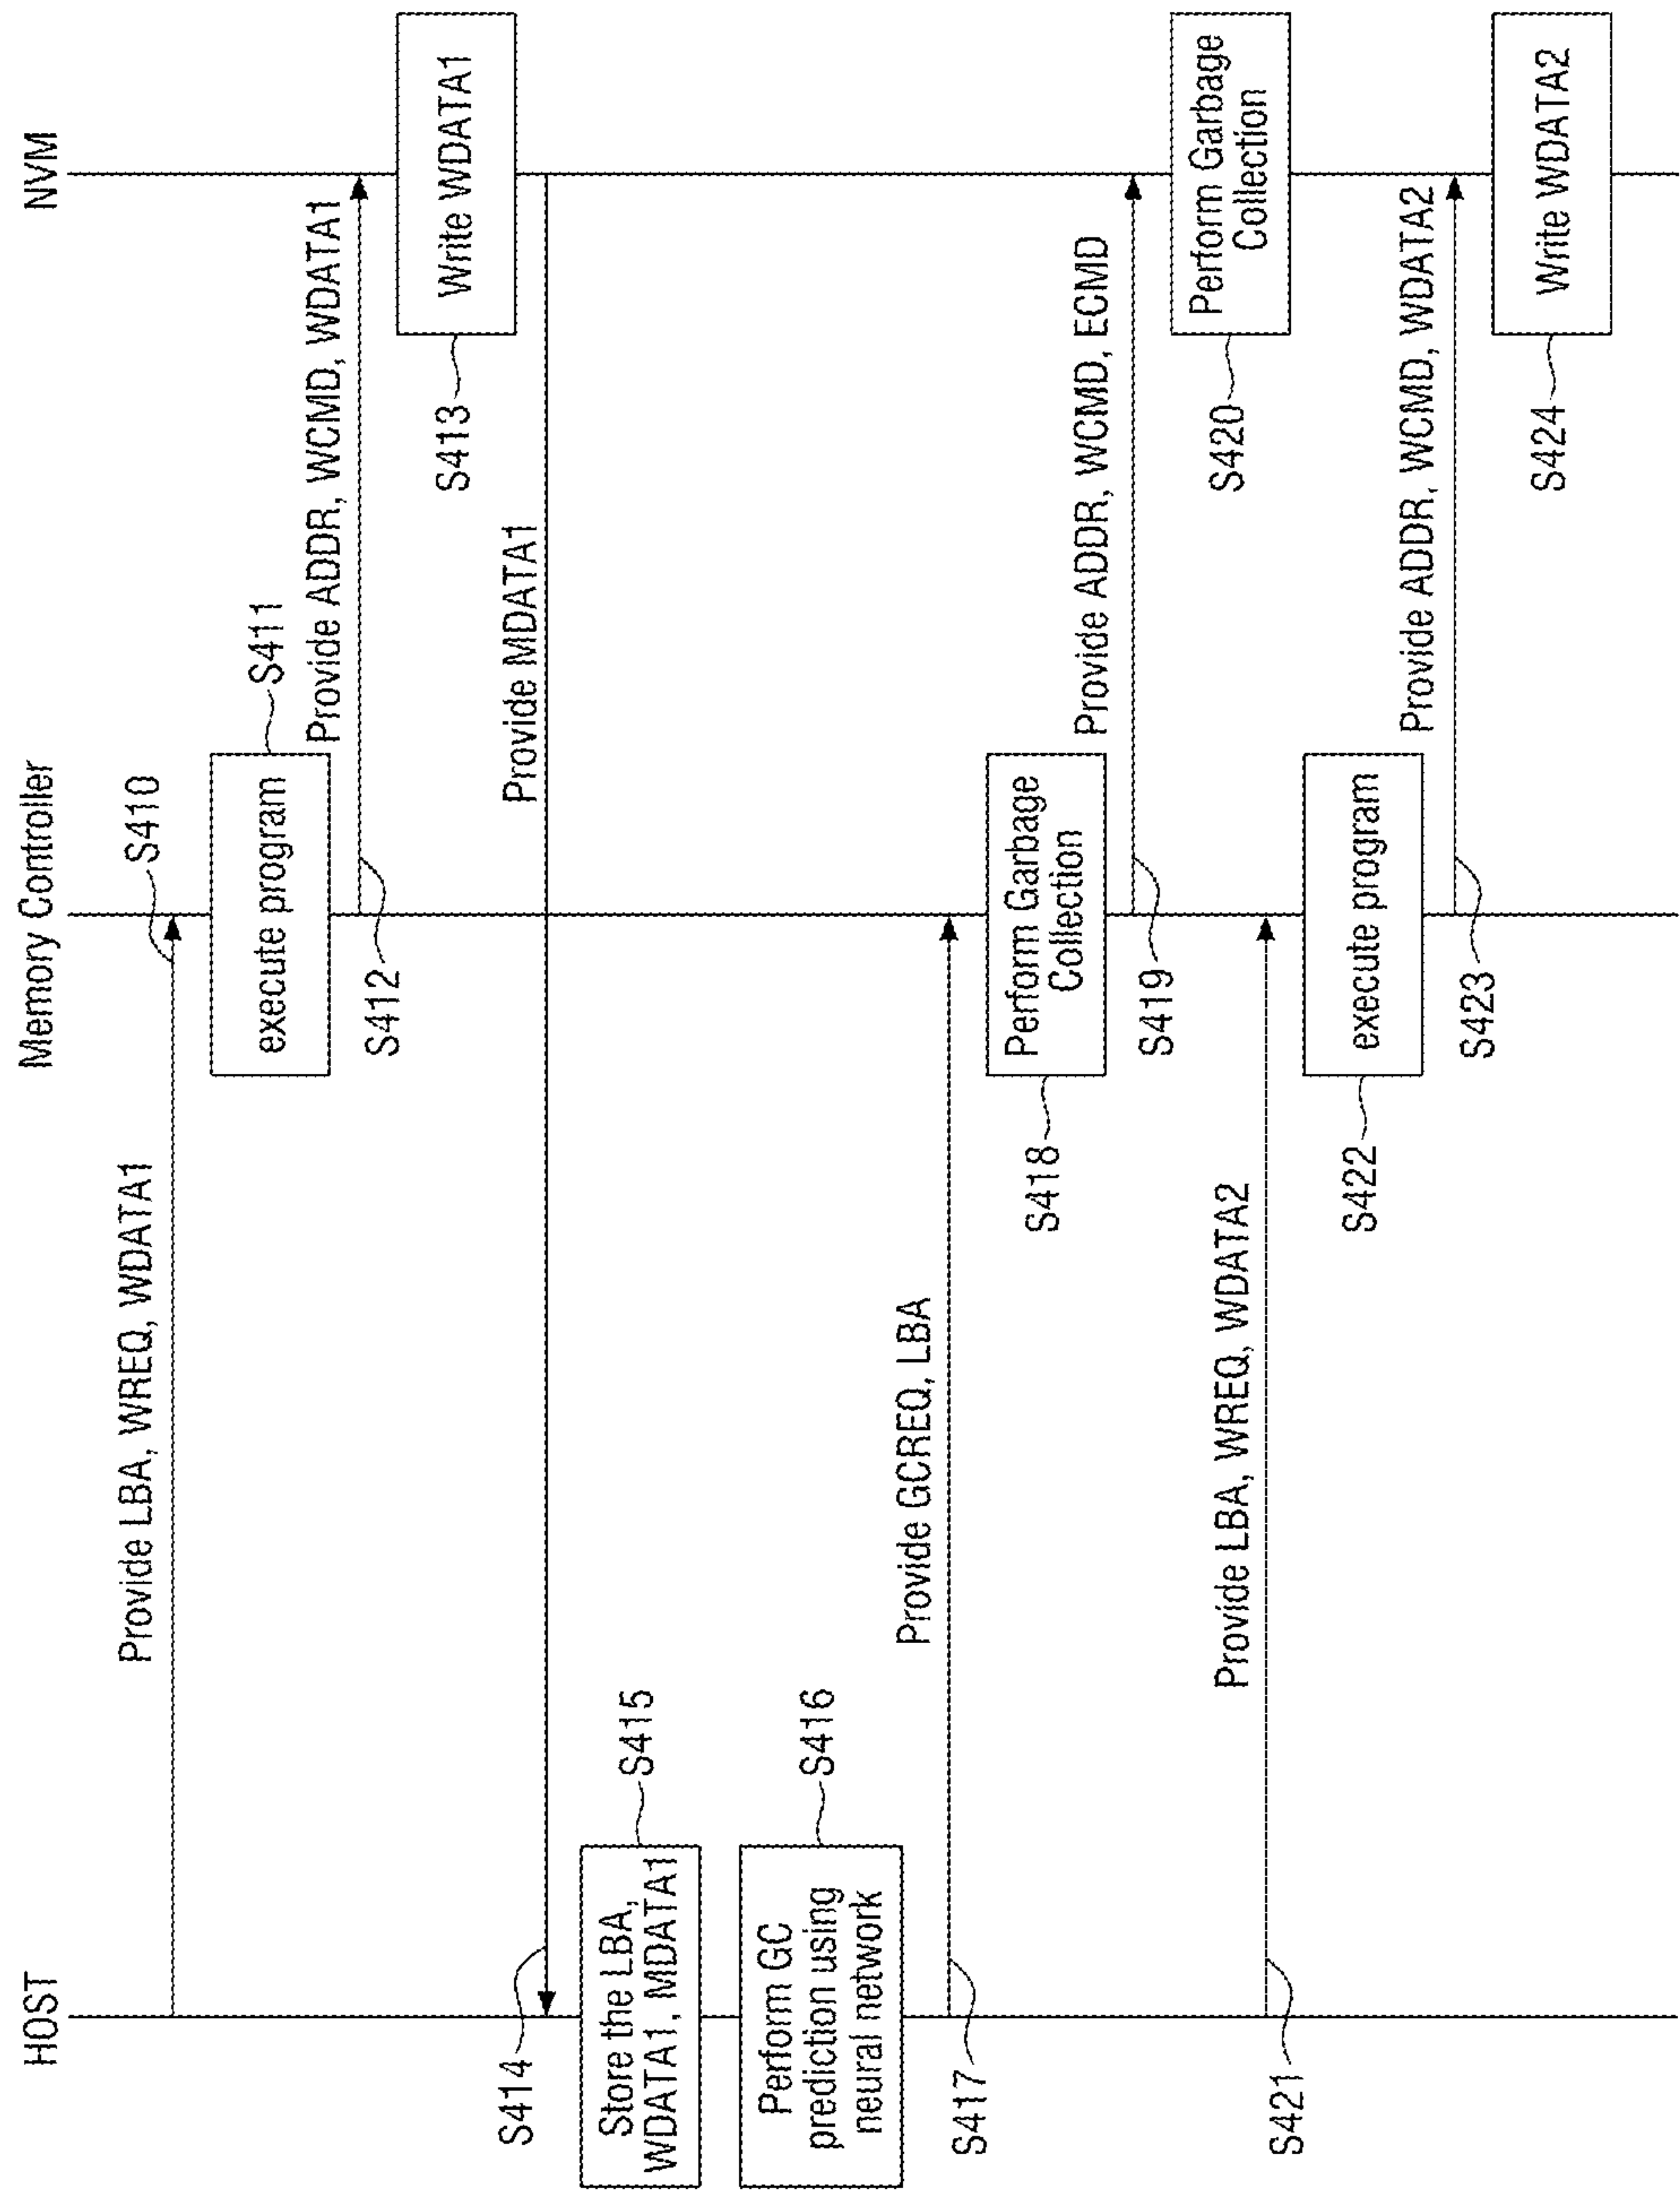 HOST
Memory Controller
NVM
Provide LBA, WREQ, WDATA1
S410
execute program
S411
Provide ADDR, WCMD, WDATA1
S412
Write WDATA1
S413
Provide MDATA1
S414
Store the LBA,
WDATA1, MDATA1
S415
Perform GC
prediction using
neural network
S416
Provide GCREQ, LBA
S417
Perform Garbage
Collection
S418
Provide ADDR, WCMD, ECMD
S419
Perform Garbage
Collection
S420
Provide LBA, WREQ, WDATA2
S421
execute program
S422
Provide ADDR, WCMD, WDATA2
S423
Write WDATA2
S424